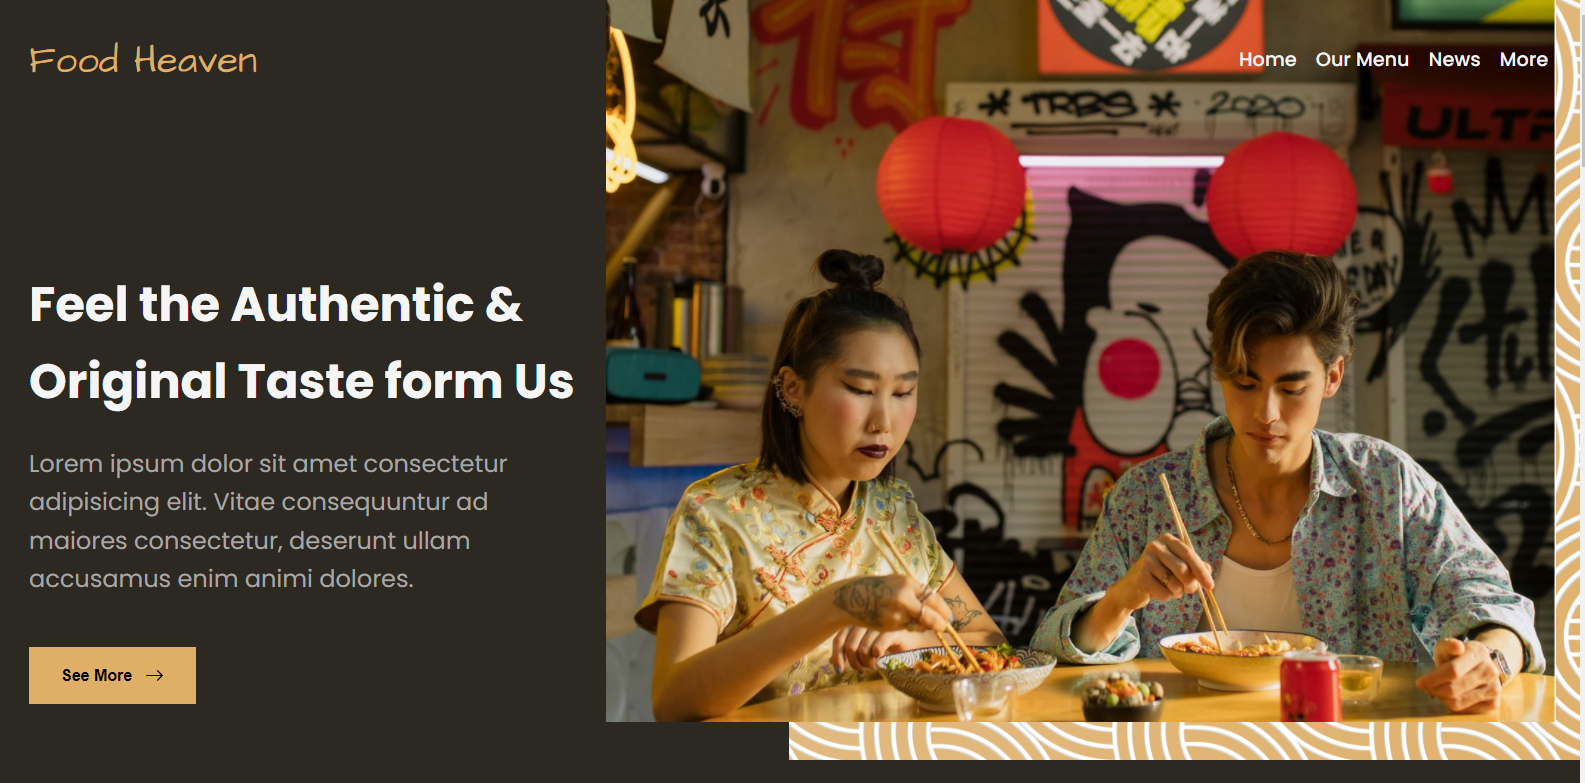 Food Heaven
Home Our Menu News More
* TRBS * 2020
Feel the Authentic &
Original Taste form Us
Lorem ipsum dolor sit amet consectetur
adipisicing elit. Vitae consequuntur ad
maiores consectetur, deserunt ullam
accusamus enim animi dolores.
See More →